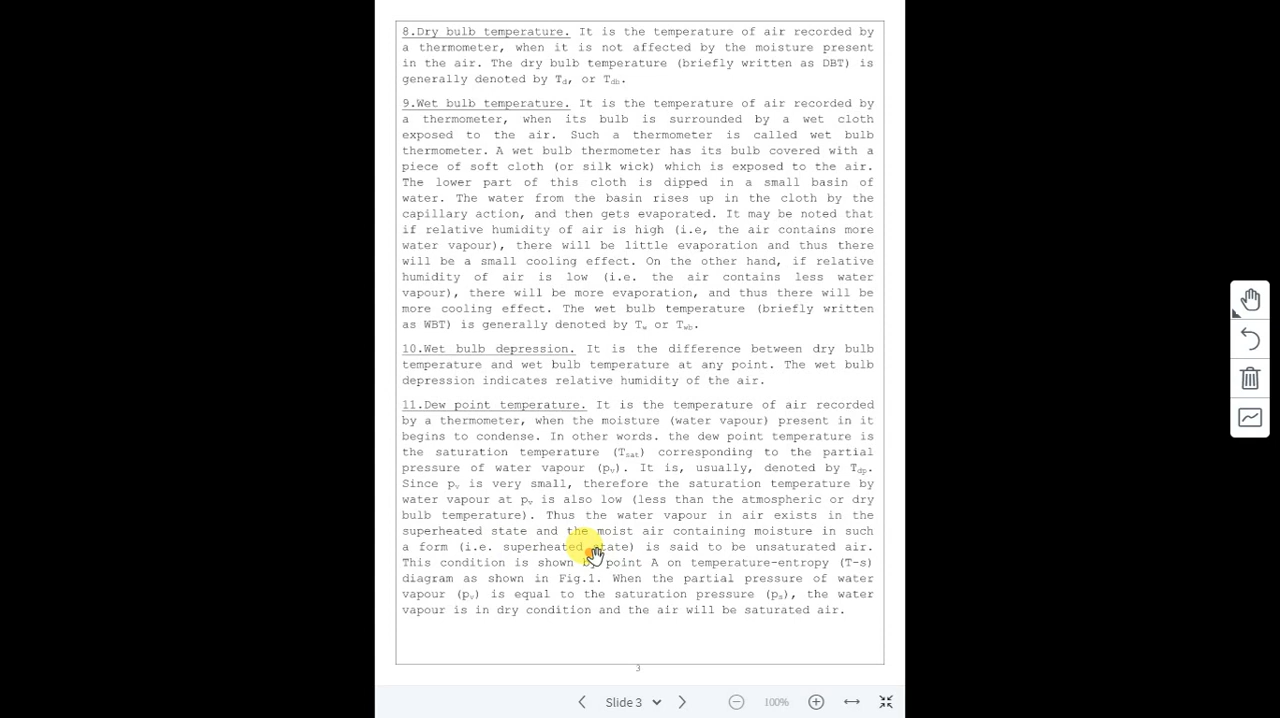 8.Dry bulb temperature. It is the temperature of air recorded by
a thermometer, when it is not affected by the moisture present
in the air. The dry bulb temperature (briefly written as DBT) is
generally denoted by Td, or Tdb.
9.Wet bulb temperature. It is the temperature of air recorded by
a thermometer, when its bulb is surrounded by a wet cloth
exposed to the air. Such a thermometer is called wet bulb
thermometer. A wet bulb thermometer has its bulb covered with a
piece of soft cloth (or silk wick) which is exposed to the air.
The lower part of this cloth is dipped in a small basin of
water. The water from the basin rises up in the cloth by the
capillary action, and then gets evaporated. It may be noted that
if relative humidity of air is high (i.e, the air contains more
water vapour), there will be little evaporation and thus there
will be a small cooling effect. On the other hand, if relative
humidity of air is low (i.e. the air contains less water
vapour), there will be more evaporation, and thus there will be
more cooling effect. The wet bulb temperature (briefly written
as WBT) is generally denoted by Tw or Twb.
10.Wet bulb depression. It is the difference between dry bulb
temperature and wet bulb temperature at any point. The wet bulb
depression indicates relative humidity of the air.
11.Dew point temperature. It is the temperature of air recorded
by a thermometer, when the moisture (water vapour) present in it
begins to condense. In other words. the dew point temperature is
the saturation temperature (Tsat) corresponding to the partial
pressure of water vapour (pv). It is, usually, denoted by Tdp.
Since pv is very small, therefore the saturation temperature by
water vapour at pv is also low (less than the atmospheric or dry
bulb temperature). Thus the water vapour in air exists in the
superheated state and the moist air containing moisture in such
a form (i.e. superheated state) is said to be unsaturated air.
This condition is shown by point A on temperature-entropy (T-s)
diagram as shown in Fig.1. When the partial pressure of water
vapour (pv) is equal to the saturation pressure (ps), the water
vapour is in dry condition and the air will be saturated air.
3
Slide 3
100%